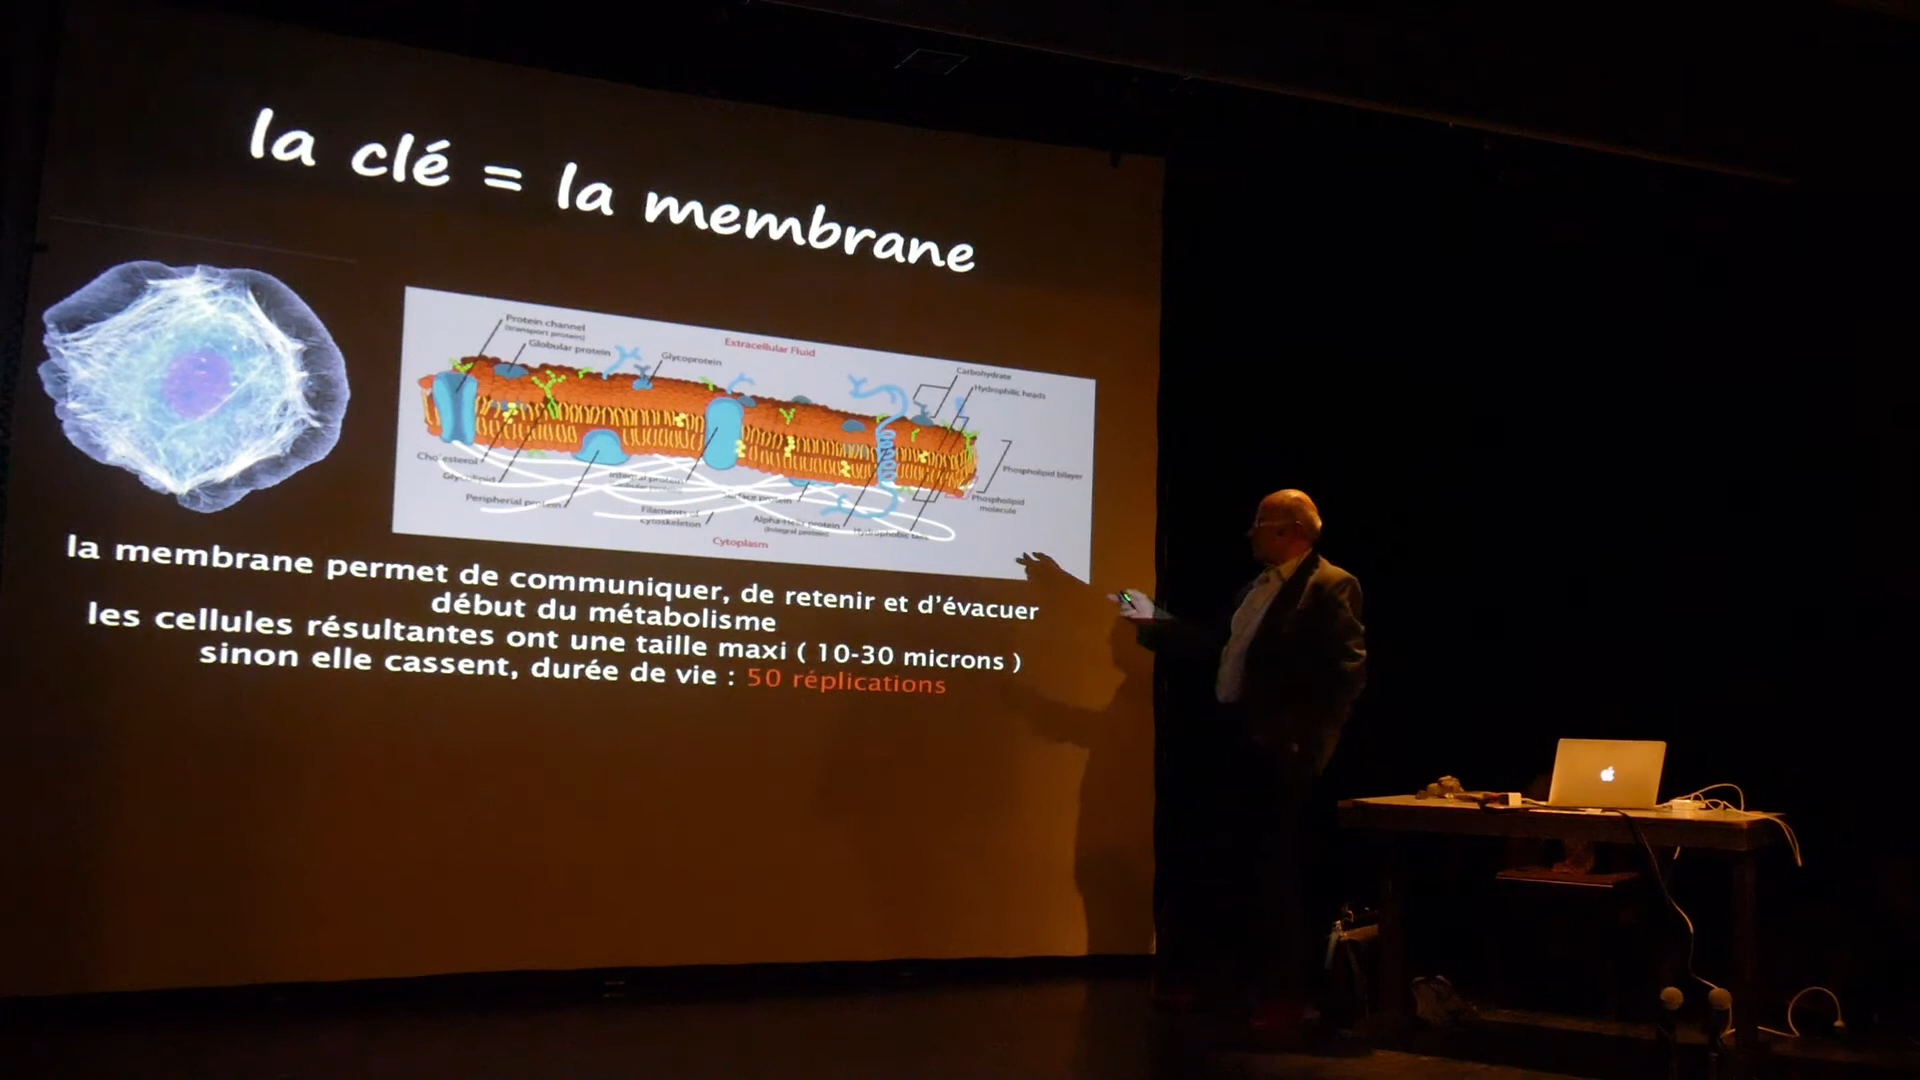 la clé = la membrane
Protein channel
(transport protein)
Globular protein
Glycoprotein
Extracellular Fluid
Carbohydrate
Hydrophilic heads
Cholesterol
Glycolipid
Peripherial protein
Integral protein
Filaments of
cytoskeleton
Surface protein
Alpha-Helix protein
(Integral protein)
Hydrophobic tails
Phospholipid bilayer
Phospholipid
molecule
Cytoplasm
la membrane permet de communiquer, de retenir et d'évacuer
début du métabolisme
les cellules résultantes ont une taille maxi ( 10-30 microns )
sinon elle cassent, durée de vie : 50 réplications